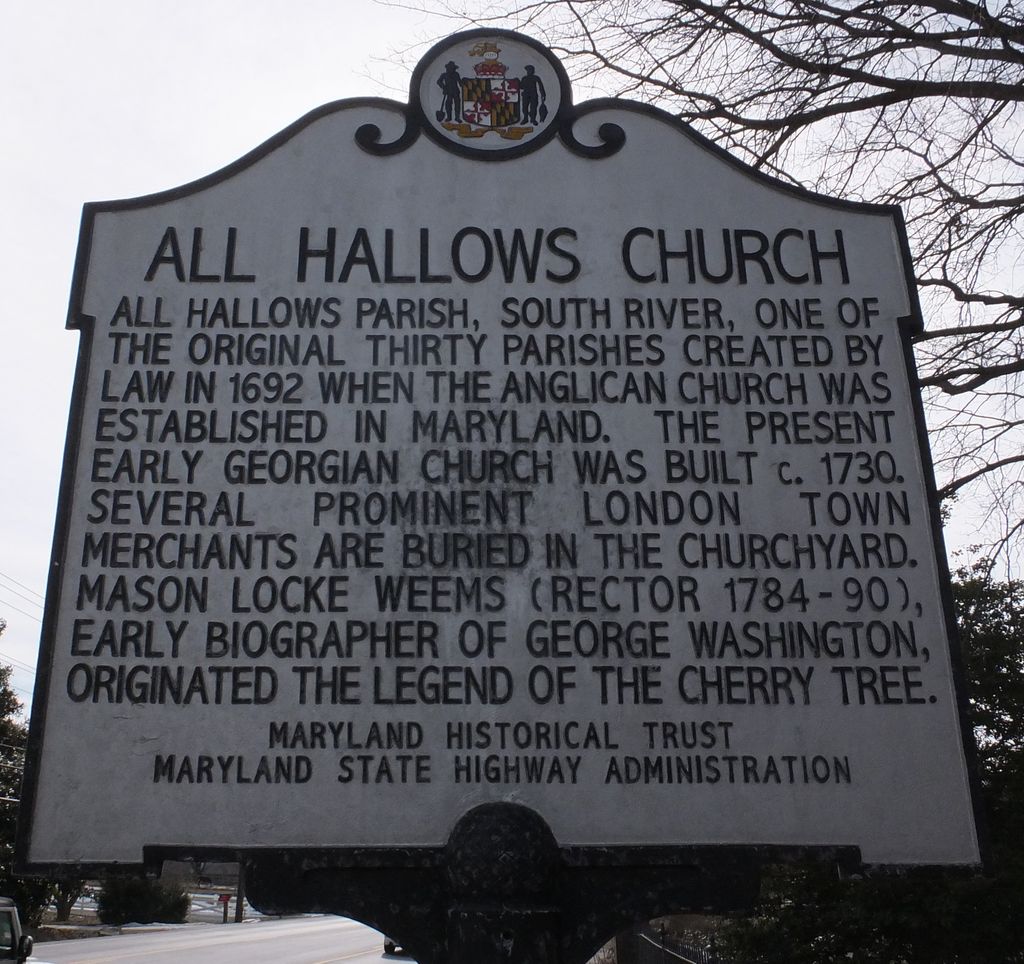 ALL HALLOWS CHURCH
ALL HALLOWS PARISH, SOUTH RIVER, ONE OF
THE ORIGINAL THIRTY PARISHES CREATED BY
LAW IN 1692 WHEN THE ANGLICAN CHURCH WAS
ESTABLISHED IN MARYLAND. THE PRESENT
EARLY GEORGIAN CHURCH WAS BUILT c. 1730.
SEVERAL PROMINENT LONDON TOWN
MERCHANTS ARE BURIED IN THE CHURCHYARD.
MASON LOCKE WEEMS (RECTOR 1784-90),
EARLY BIOGRAPHER OF GEORGE WASHINGTON,
ORIGINATED THE LEGEND OF THE CHERRY TREE.
MARYLAND HISTORICAL TRUST
MARYLAND STATE HIGHWAY ADMINISTRATION